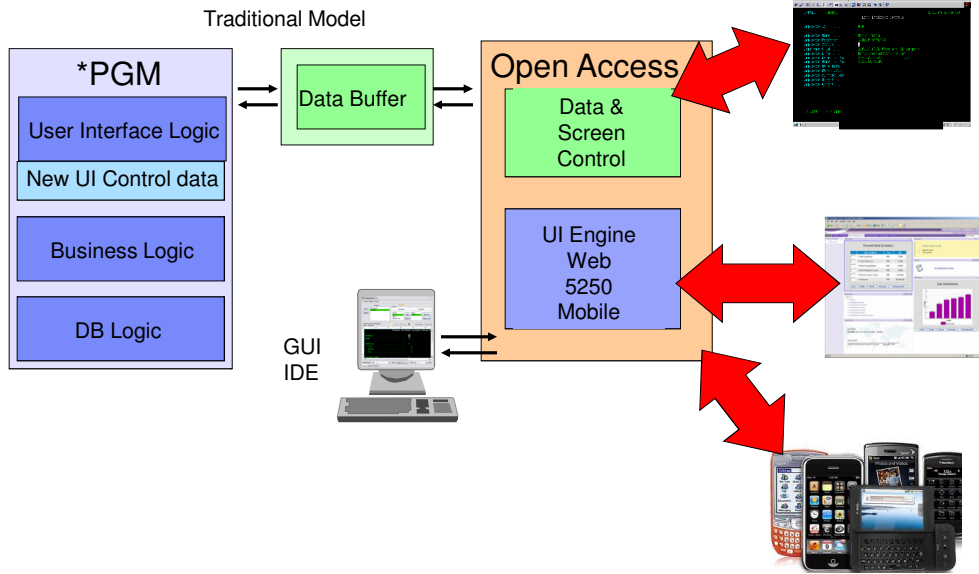 Traditional Model
*PGM
User Interface Logic
New UI Control data
Business Logic
DB Logic
Data Buffer
Open Access
Data &
Screen
Control
UI Engine
Web
5250
Mobile
GUI
IDE